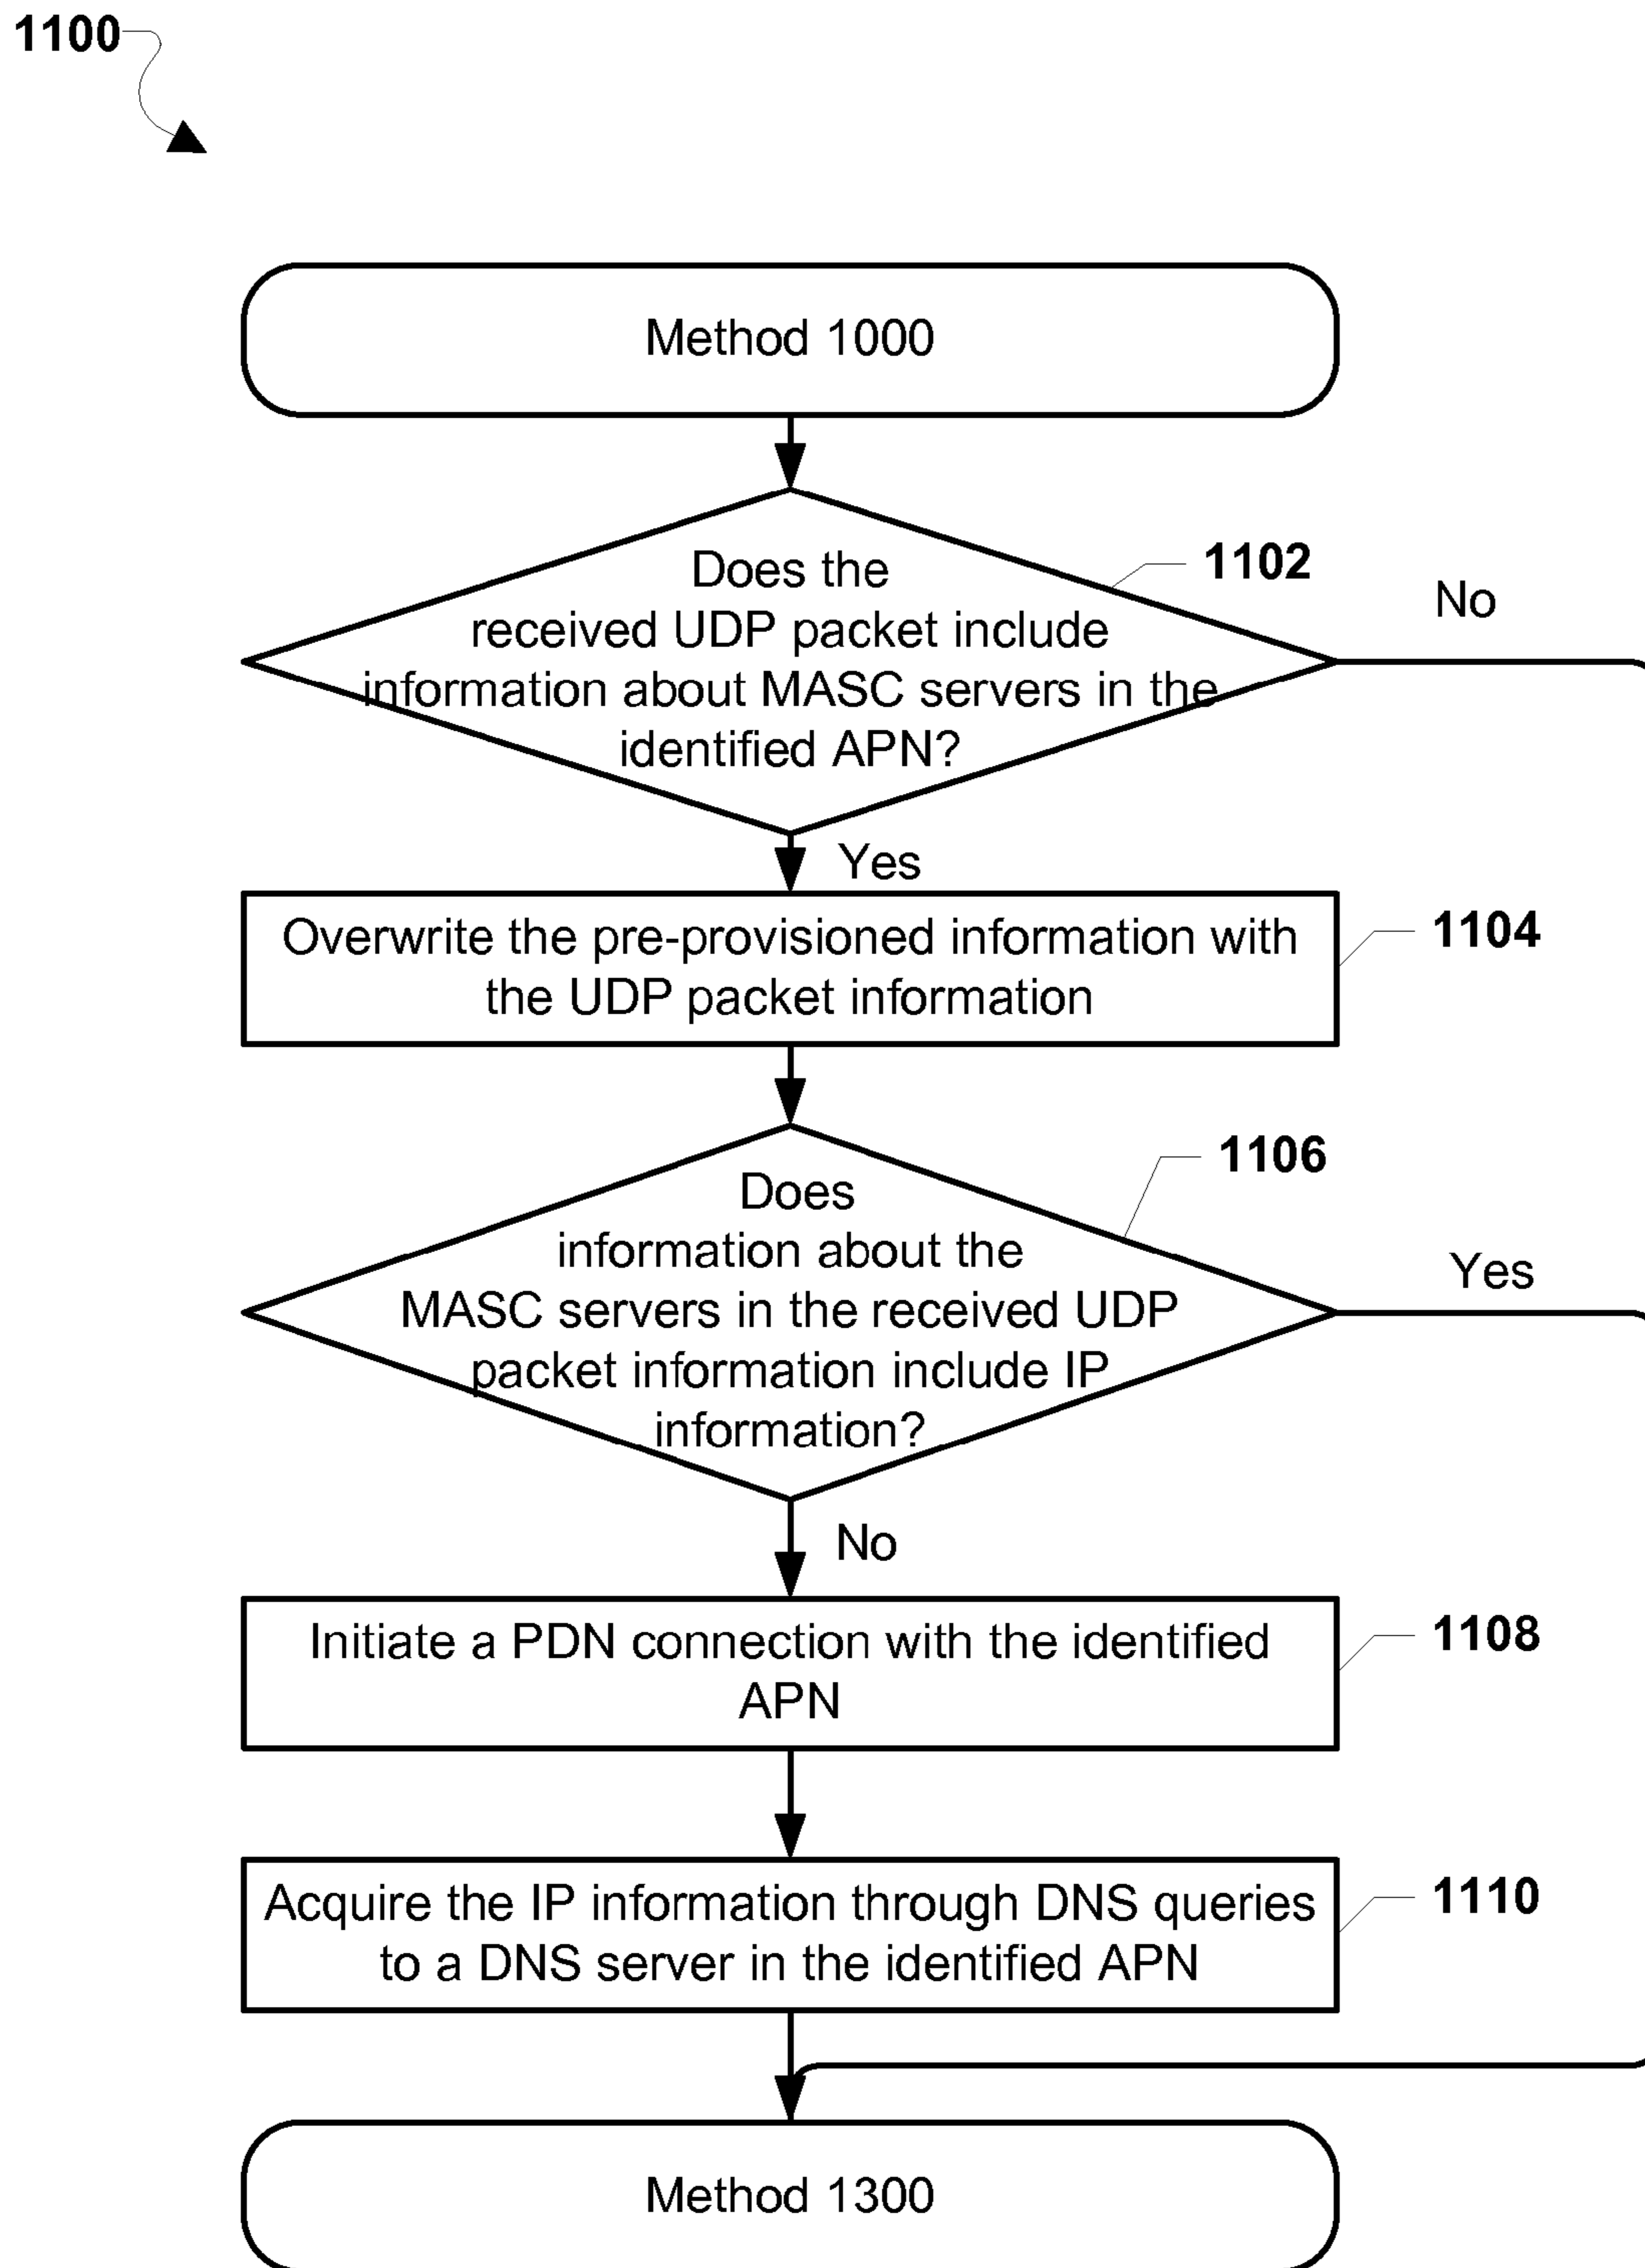 1100
Method 1000
Does the
received UDP packet include
information about MASC servers in the
identified APN?
1102
No
Yes
Overwrite the pre-provisioned information with
the UDP packet information
1104
Does
information about the
MASC servers in the received UDP
packet information include IP
information?
1106
Yes
No
Initiate a PDN connection with the identified
APN
1108
Acquire the IP information through DNS queries
to a DNS server in the identified APN
1110
Method 1300